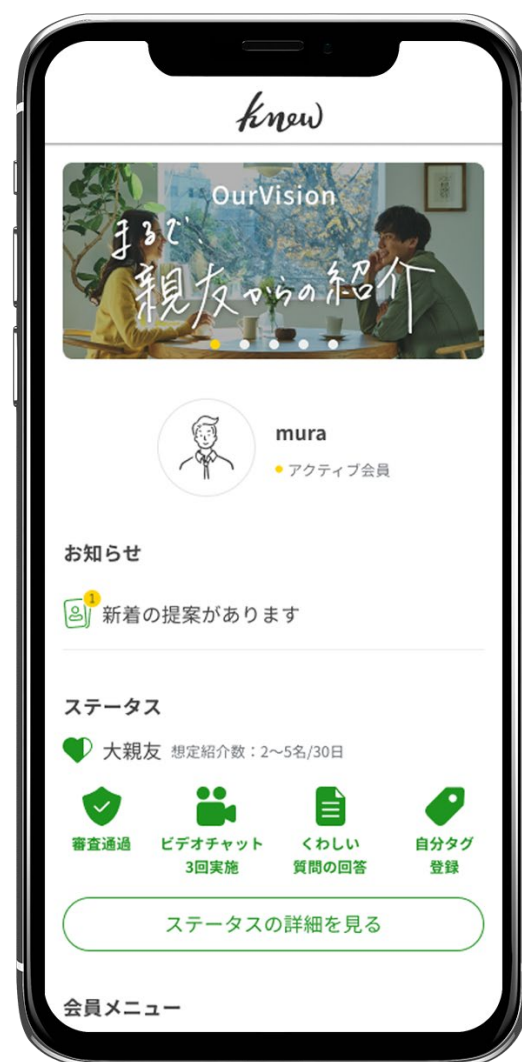 knew
OurVision
まるで、
親友からの紹介
mura
アクティブ会員
お知らせ
1
新着の提案があります
ステータス
大親友 想定紹介数：2〜5名/30日
審査通過 ビデオチャット くわしい 自分タグ
3回実施 質問の回答 登録
ステータスの詳細を見る
会員メニュー